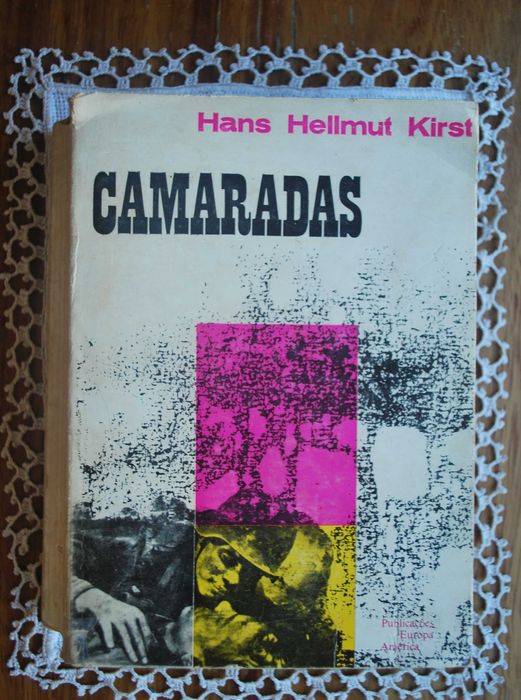 Hans Hellmut Kirst
CAMARADAS
Publicações
Europa
América